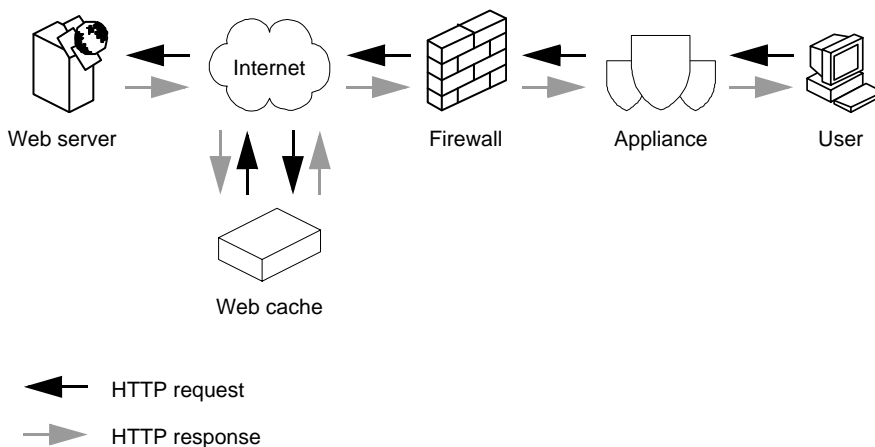 Internet
Web server
Firewall
Appliance
User
Web cache
HTTP request
HTTP response